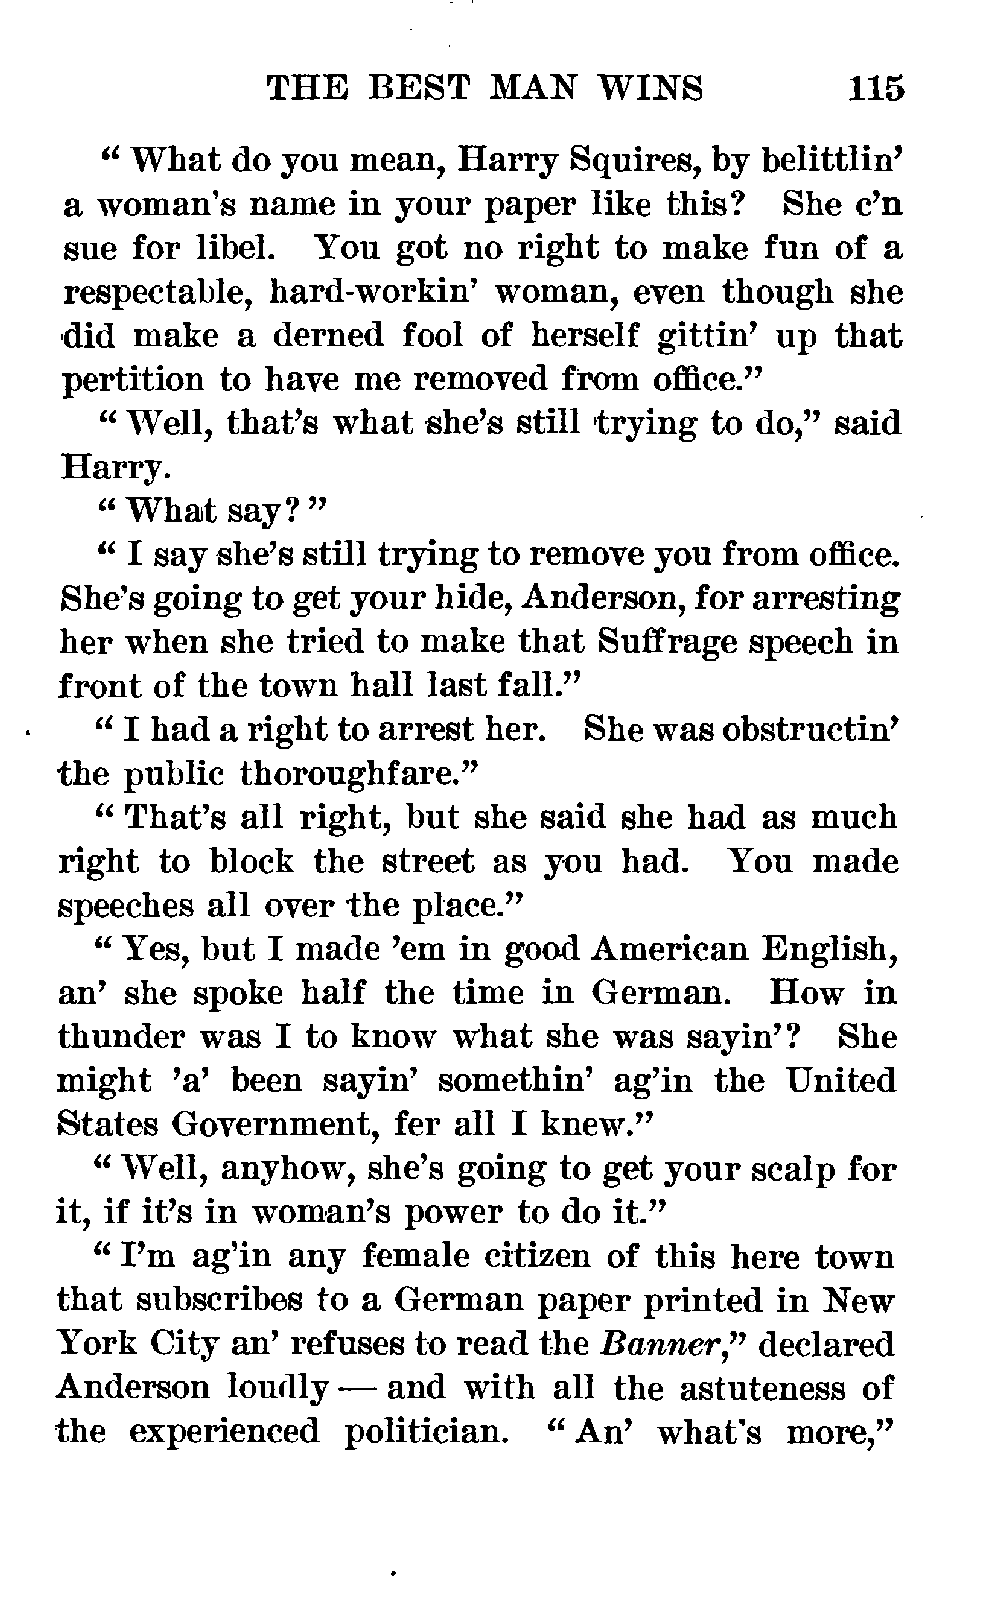 THE BEST MAN WINS 115
“ What do you mean, Harry Squires, by belittlin’
a woman’s name in your paper like this? She c’n
sue for libel. You got no right to make fun of a
respectable, hard-workin’ woman, even though she
did make a derned fool of herself gittin’ up that
pertition to have me removed from office.”
“ Well, that’s what she’s still trying to do,” said
Harry.
“ What say? ”
“ I say she’s still trying to remove you from office.
She’s going to get your hide, Anderson, for arresting
her when she tried to make that Suffrage speech in
front of the town hall last fall.”
“ I had a right to arrest her. She was obstructin’
the public thoroughfare.”
“ That’s all right, but she said she had as much
right to block the street as you had. You made
speeches all over the place.”
“ Yes, but I made ’em in good American English,
an’ she spoke half the time in German. How in
thunder was I to know what she was sayin’? She
might ’a’ been sayin’ somethin’ ag’in the United
States Government, fer all I knew.”
“ Well, anyhow, she’s going to get your scalp for
it, if it’s in woman’s power to do it.”
“ I’m ag’in any female citizen of this here town
that subscribes to a German paper printed in New
York City an’ refuses to read the Banner,” declared
Anderson loudly — and with all the astuteness of
the experienced politician. “ An’ what’s more,”